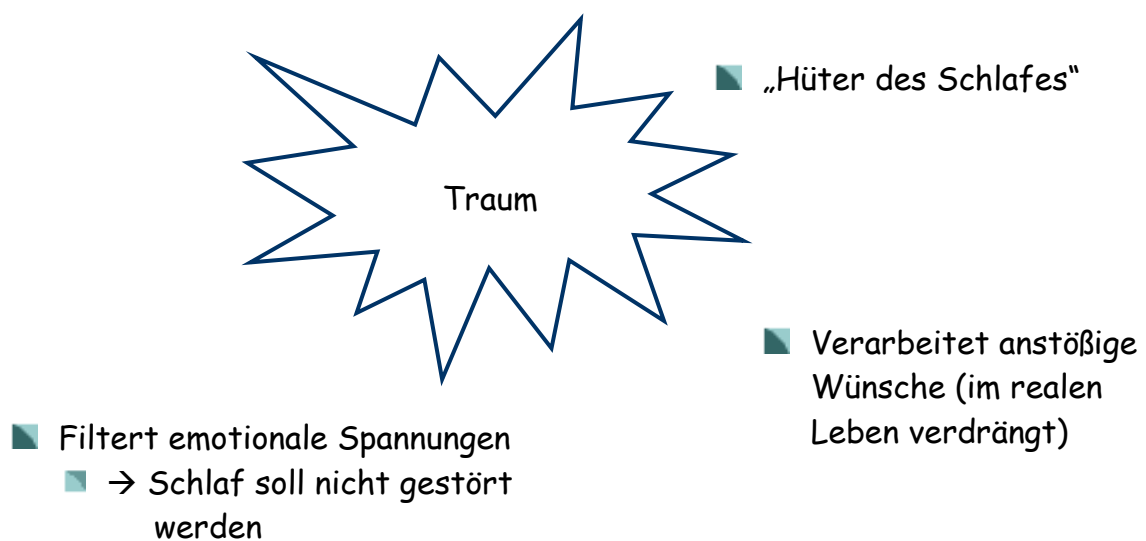 „Hüter des Schlafes“
Traum
Verarbeitet anstößige
Wünsche (im realen
Leben verdrängt)
Filtert emotionale Spannungen
→ Schlaf soll nicht gestört
werden